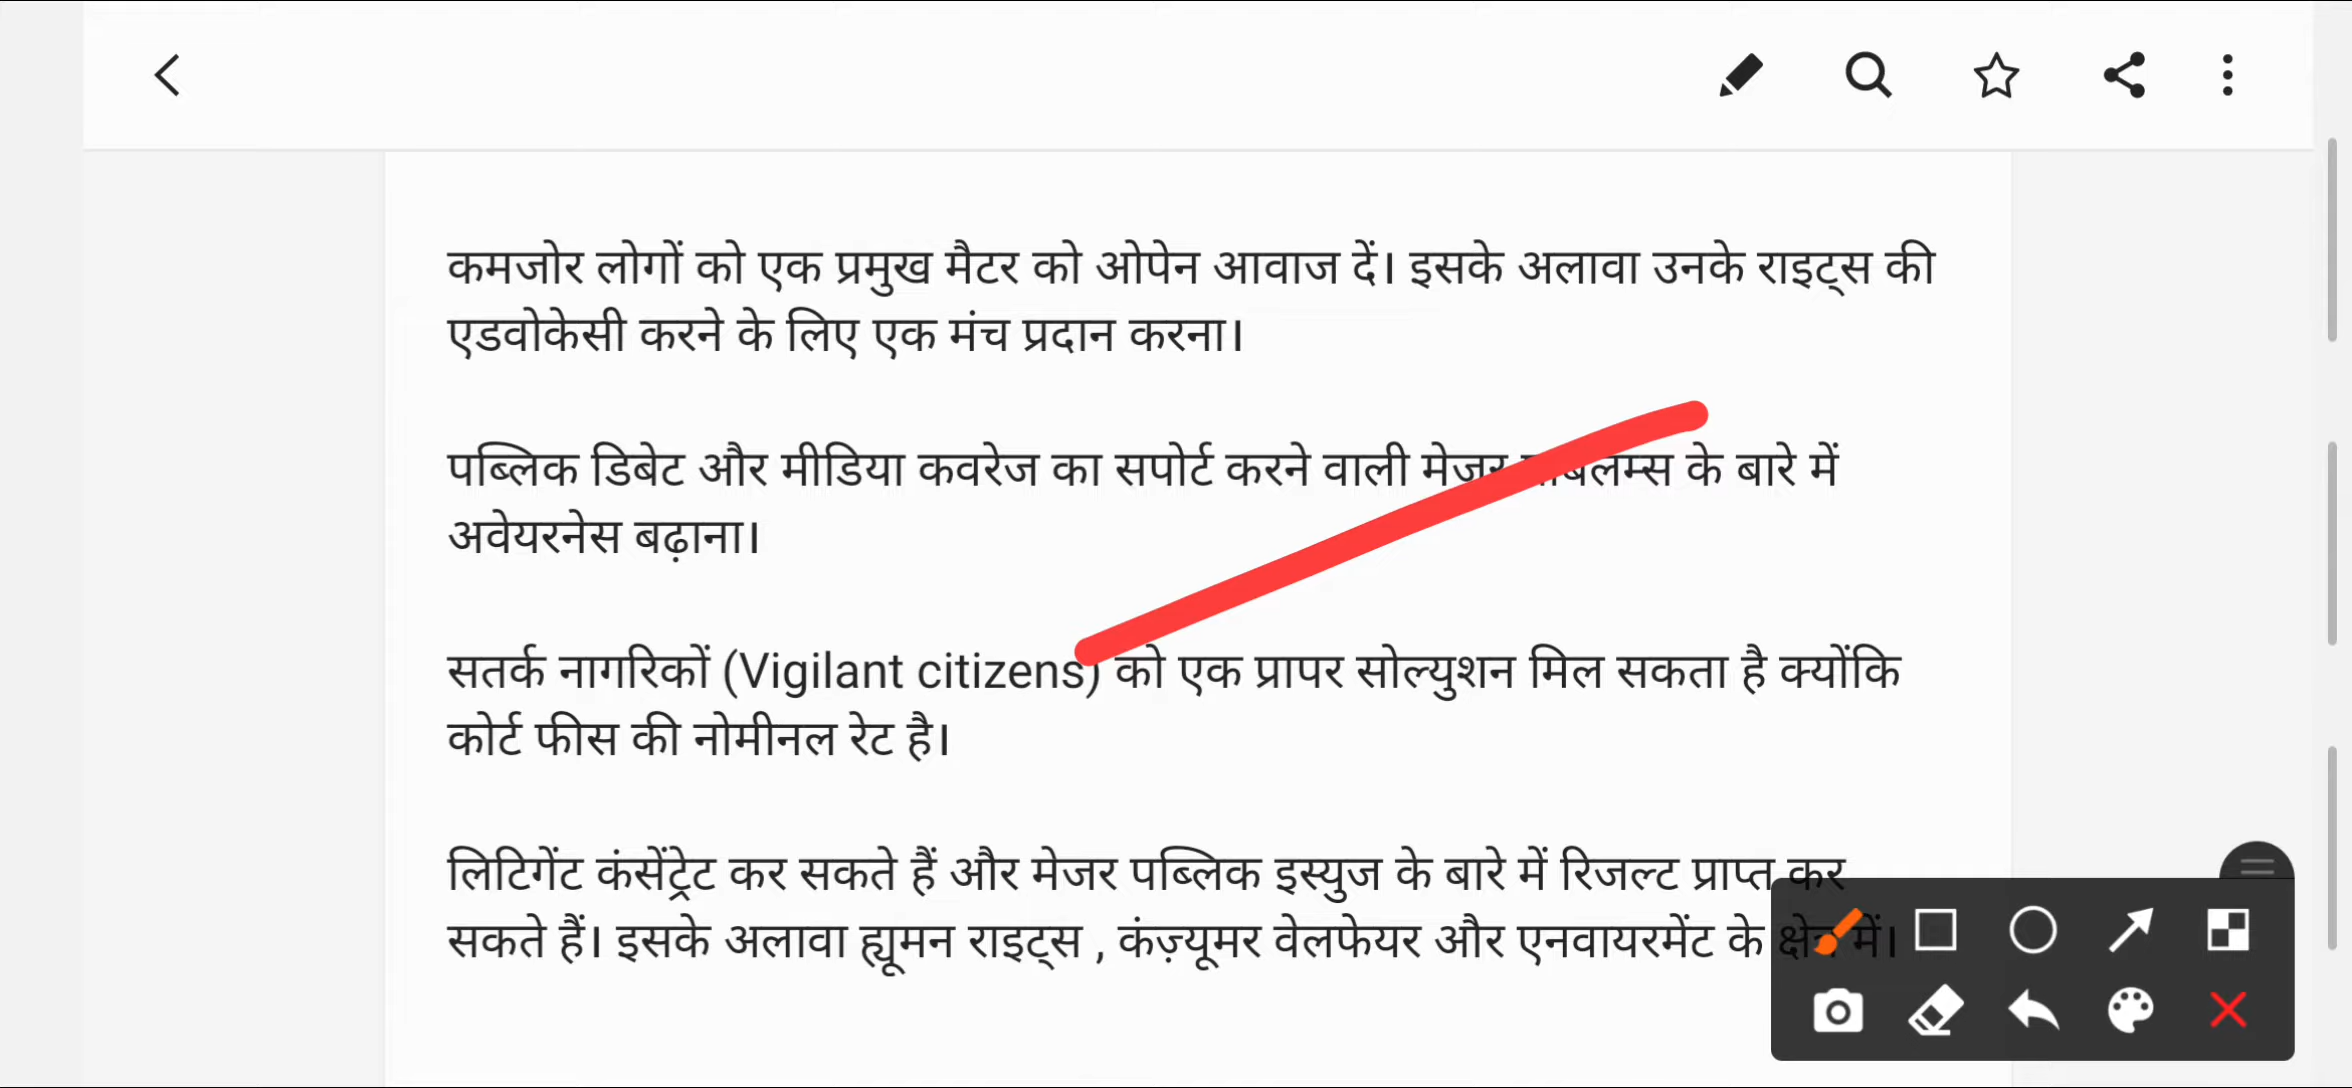 कमजोर लोगों को एक प्रमुख मैटर को ओपेन आवाज दें। इसके अलावा उनके राइट्स की
एडवोकेसी करने के लिए एक मंच प्रदान करना।
पब्लिक डिबेट और मीडिया कवरेज का सपोर्ट करने वाली मेजर के बारे में
अवेयरनेस बढ़ाना।
सतर्क नागरिकों (Vigilant citizens) को एक प्रापर सोल्युशन मिल सकता है क्योंकि
कोर्ट फीस की नोमीनल रेट है।
लिटिगेंट कंसेंट्रेट कर सकते हैं और मेजर पब्लिक इस्युज के बारे में रिजल्ट प्राप्त कर
सकते हैं। इसके अलावा ह्यूमन राइट्स , कंज़्यूमर वेलफेयर और एनवायरमेंट के में।